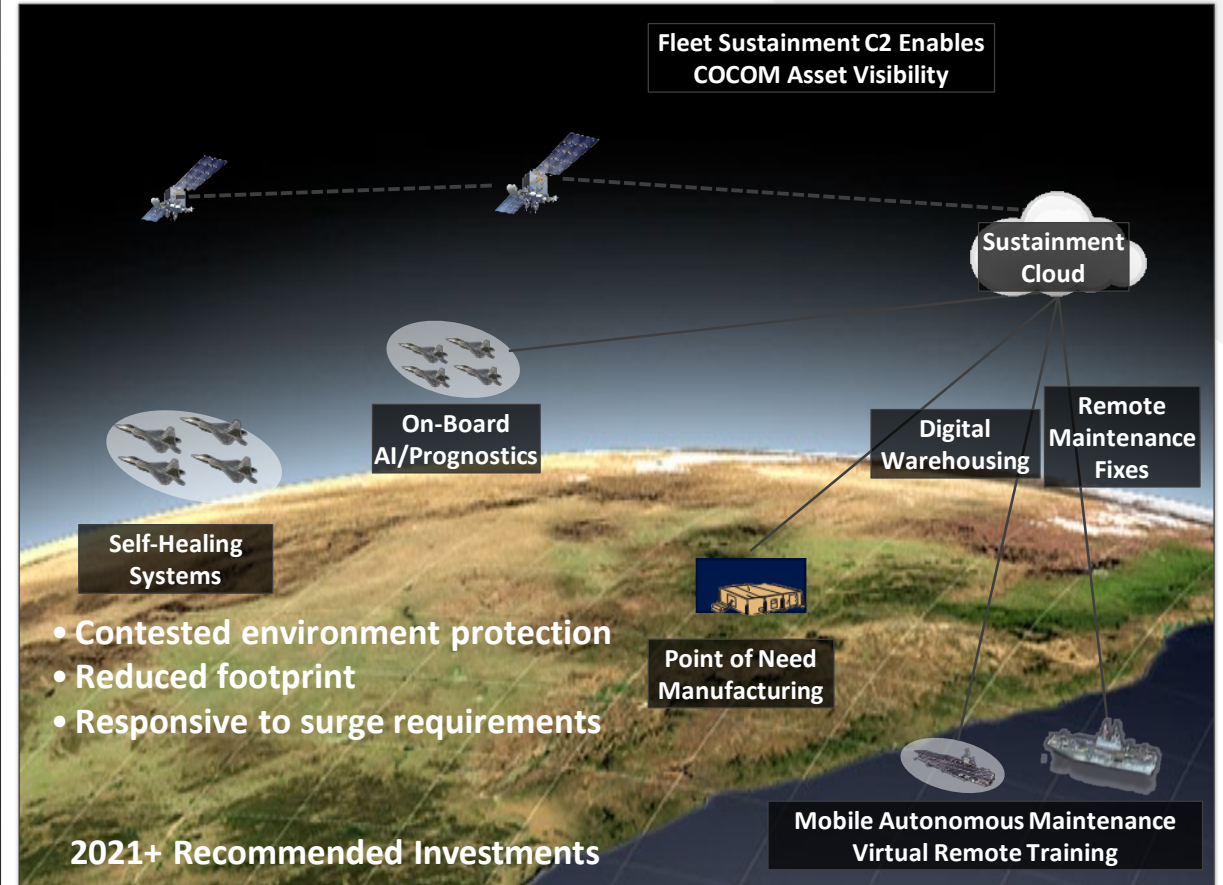 Fleet Sustainment C2 Enables
COCOM Asset Visibility
Sustainment
Cloud
On-Board
AI/Prognostics
Digital
Warehousing
Remote
Maintenance
Fixes
Self-Healing
Systems
• Contested environment protection
• Reduced footprint
• Responsive to surge requirements
Point of Need
Manufacturing
Mobile Autonomous Maintenance
Virtual Remote Training
2021+ Recommended Investments